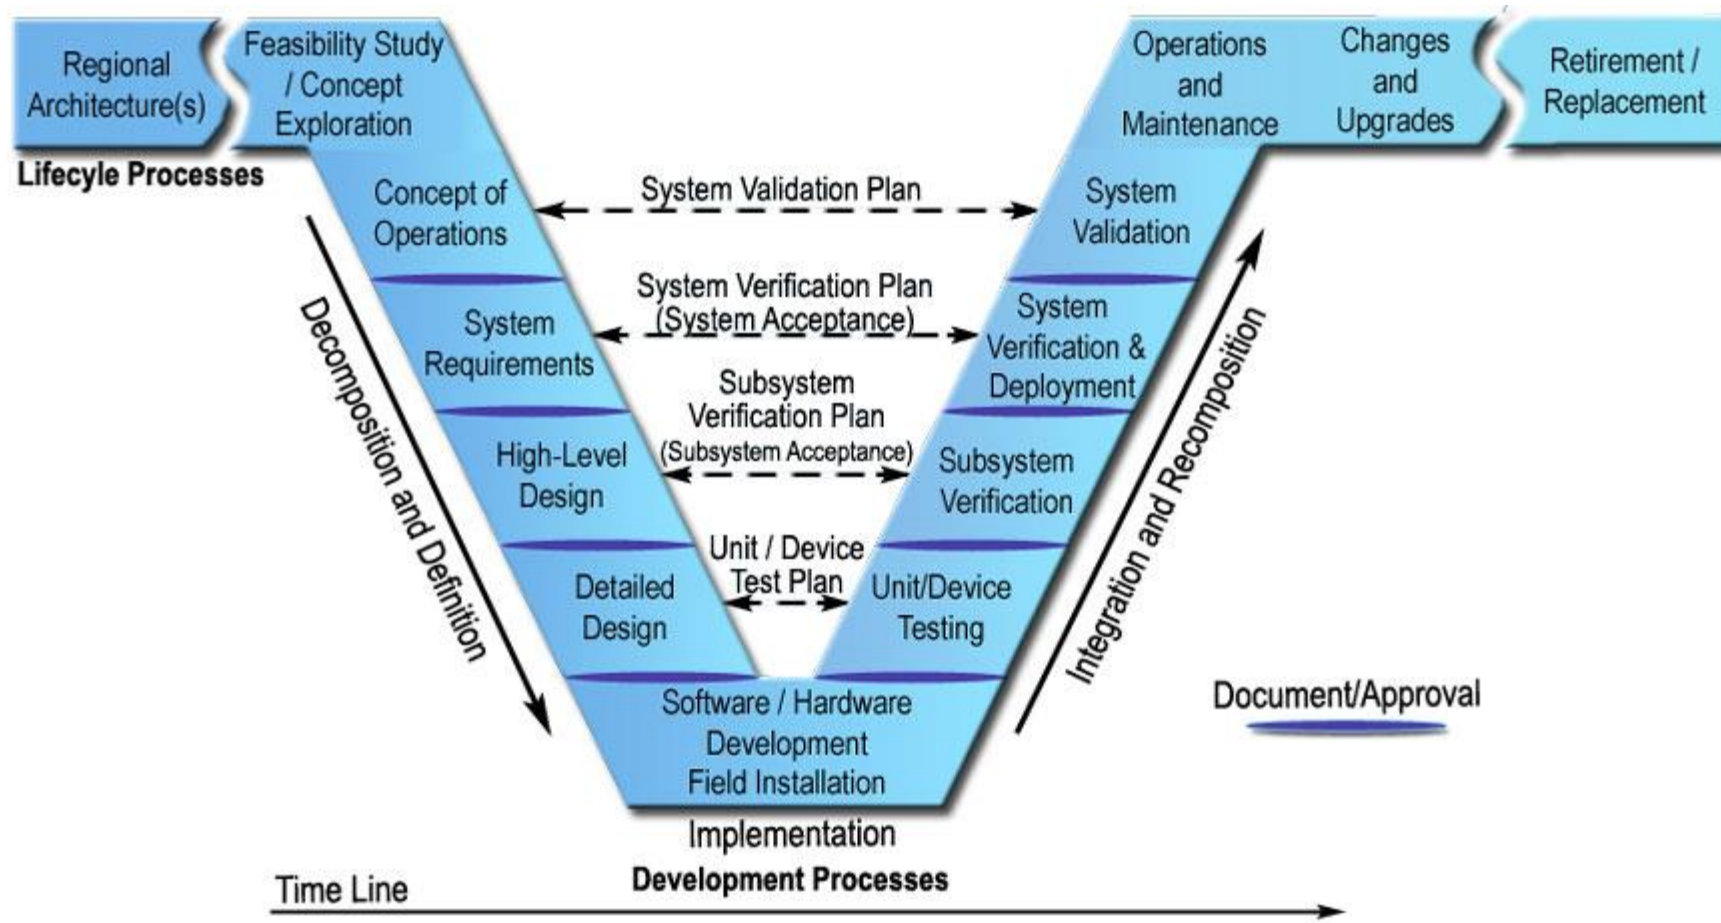 Regional
Architecture(s)
Lifecyle Processes
Feasibility Study
/ Concept
Exploration
Concept of
Operations
System
Requirements
High-Level
Design
Detailed
Design
Software / Hardware
Development
Field Installation
Implementation
Development Processes
Decomposition and Definition
System Validation Plan
System Verification Plan
(System Acceptance)
Subsystem
Verification Plan
(Subsystem Acceptance)
Unit / Device
Test Plan
Operations
and
Maintenance
Changes
and
Upgrades
Retirement /
Replacement
System
Validation
System
Verification &
Deployment
Subsystem
Verification
Unit/Device
Testing
Integration and Recomposition
Document/Approval
Time Line